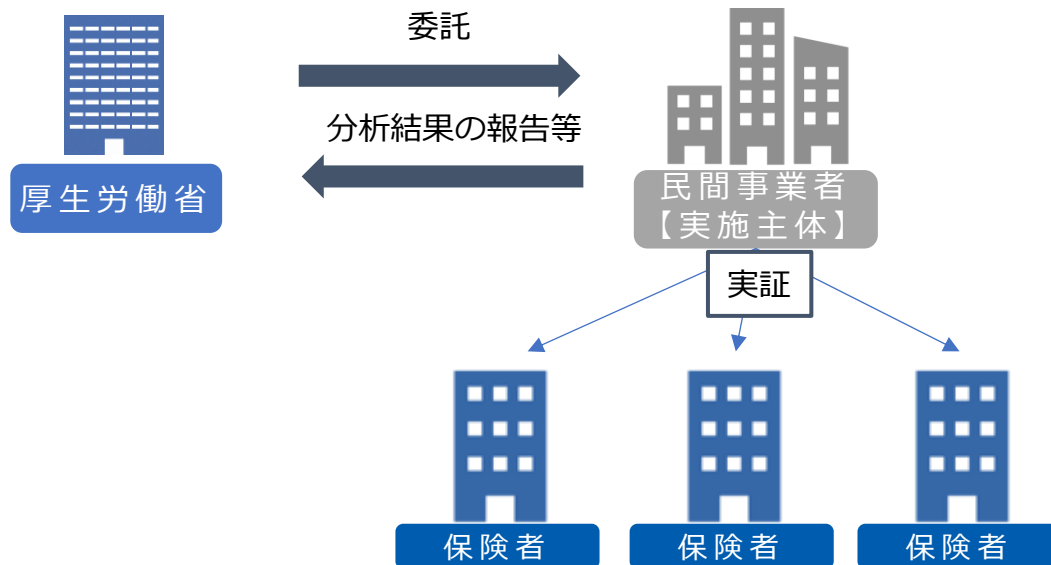 委託
分析結果の報告等
厚生労働省
民間事業者
【実施主体】
実証
保険者
保険者
保険者